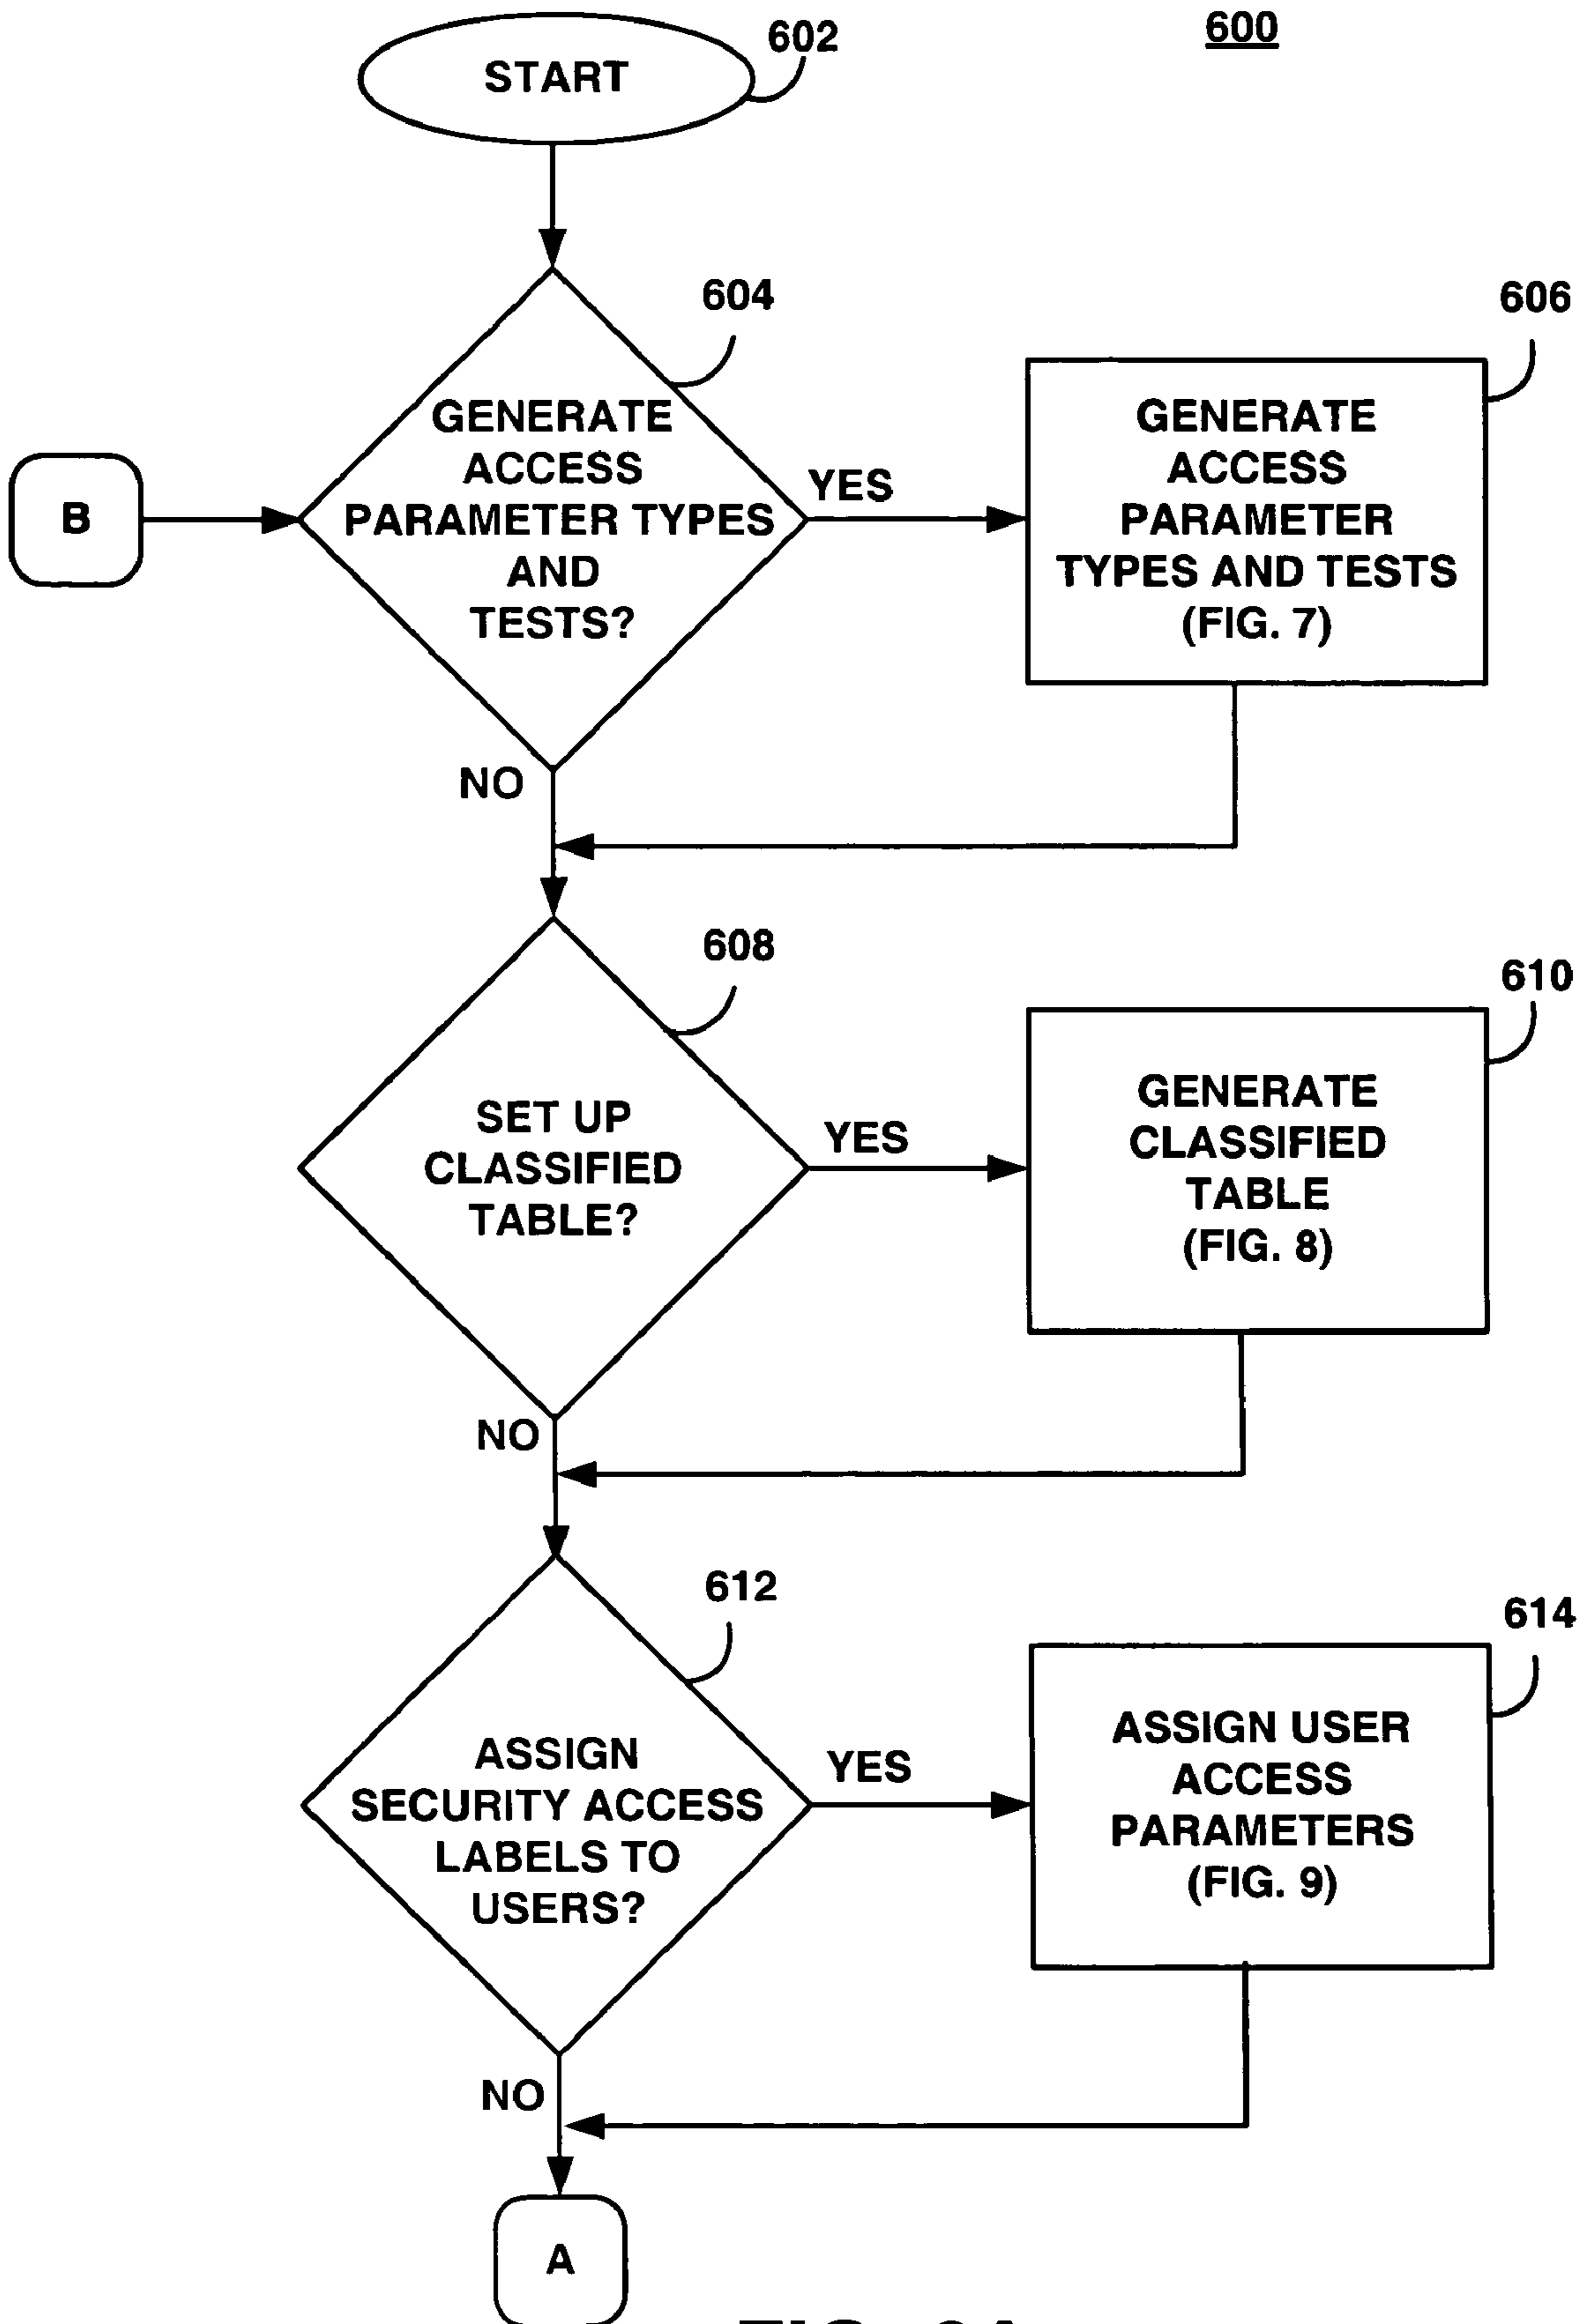 600
602
START
604
GENERATE
ACCESS
PARAMETER TYPES
AND
TESTS?
B
YES
606
GENERATE
ACCESS
PARAMETER
TYPES AND TESTS
(FIG. 7)
NO
608
SET UP
CLASSIFIED
TABLE?
YES
610
GENERATE
CLASSIFIED
TABLE
(FIG. 8)
NO
612
ASSIGN
SECURITY ACCESS
LABELS TO
USERS?
YES
614
ASSIGN USER
ACCESS
PARAMETERS
(FIG. 9)
NO
A